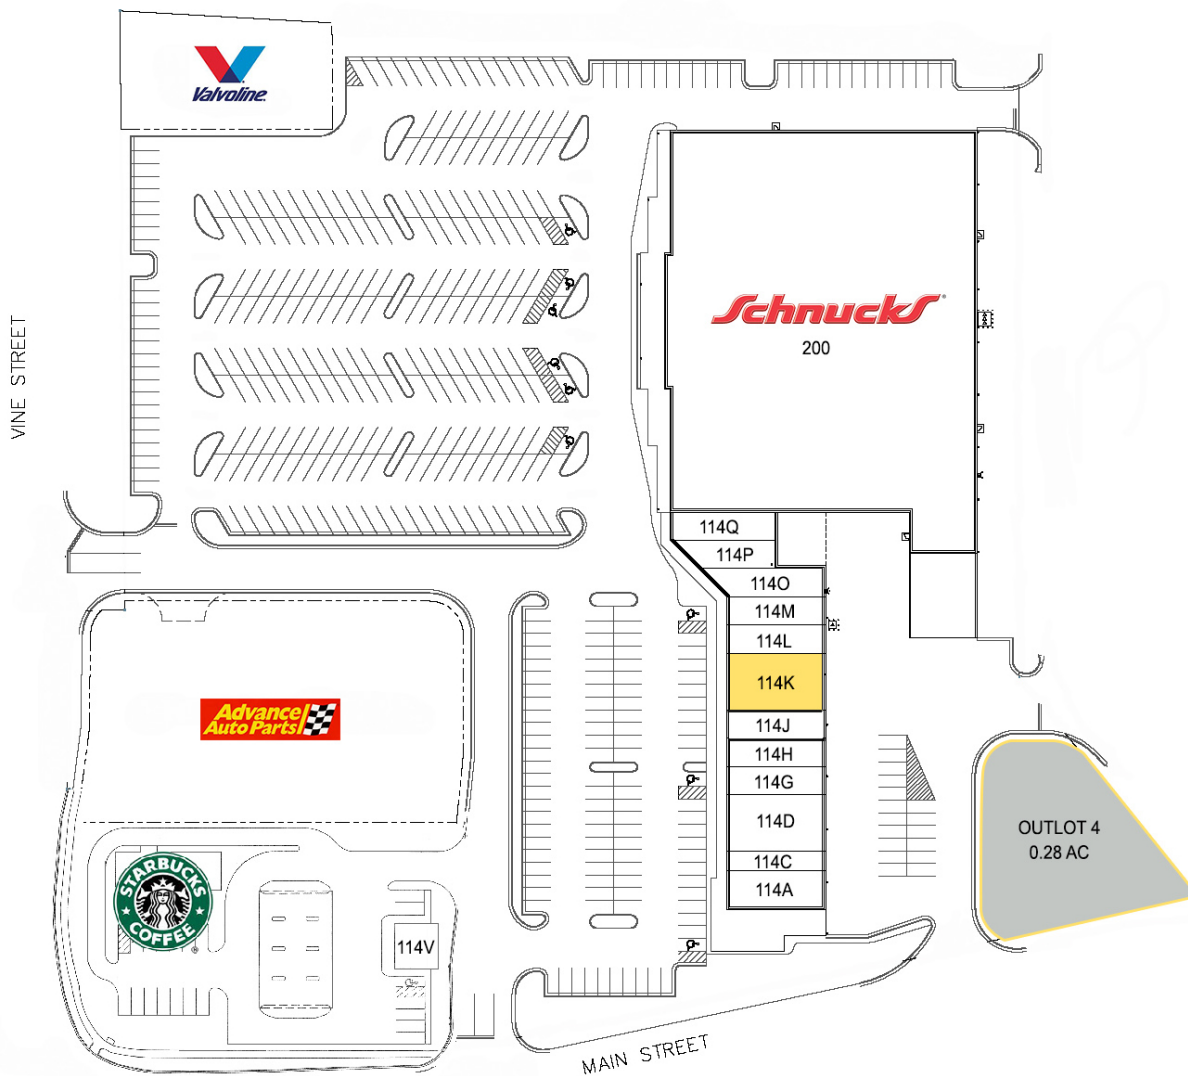 Valvoline.
VINE STREET
Schnucks
200
114Q
114P
114O
114M
114L
114K
114J
114H
114G
114D
114C
114A
Advance
Auto Parts
OUTLOT 4
0.28 AC
STARBUCKS
COFFEE
114V
MAIN STREET